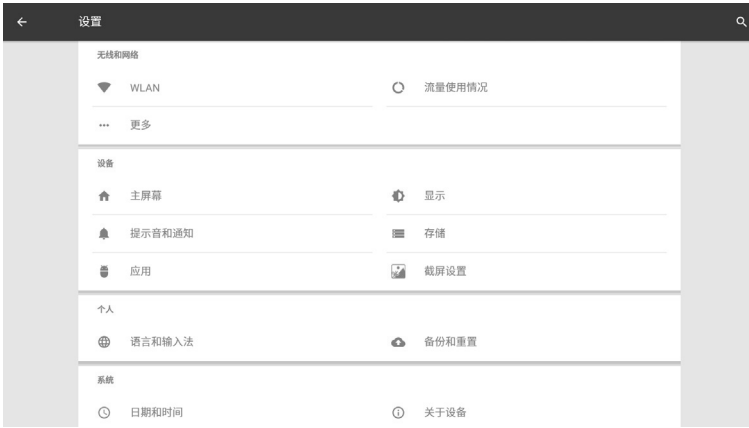 设置
无线和网络
WLAN
流量使用情况
更多
设备
主屏幕
显示
提示音和通知
存储
应用
截屏设置
个人
语言和输入法
备份和重置
系统
日期和时间
关于设备